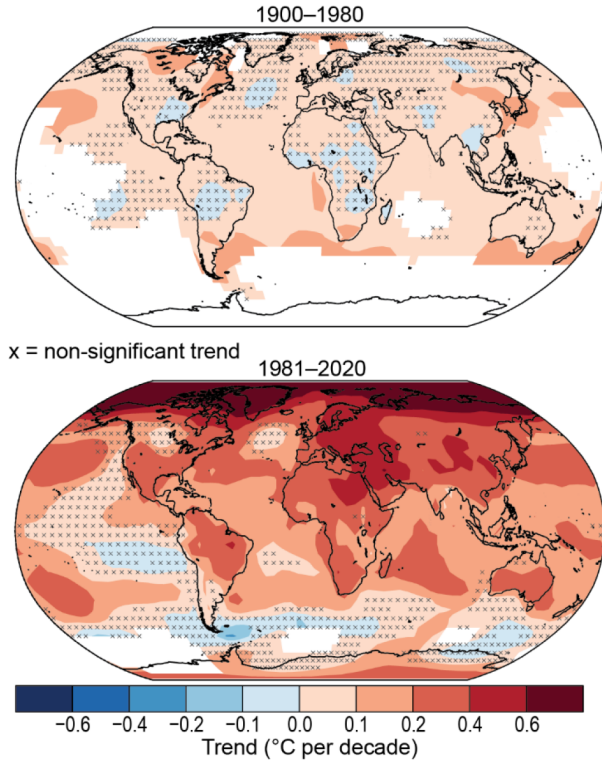 1900–1980
x = non-significant trend
1981–2020
−0.6 −0.4 −0.2 −0.1 0.0 0.1 0.2 0.4 0.6
Trend (°C per decade)